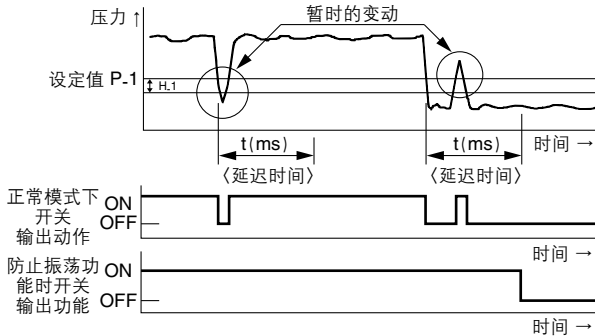 压力 ↑
暂时的变动
设定值 P-1
H-1
t(ms)
t(ms)
时间 →
〈延迟时间〉
〈延迟时间〉
正常模式下
开关
输出动作
ON
OFF
时间 →
防止振荡功
能时开关
输出功能
ON
OFF
时间 →